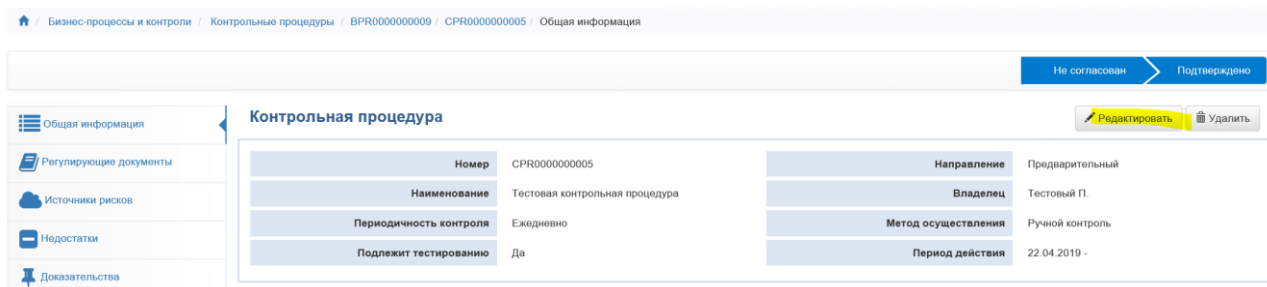 / Бизнес-процессы и контроли / Контрольные процедуры / BPR0000000009 / CPR0000000005 / Общая информация
Не согласован Подтверждено
Общая информация
Контрольная процедура
Редактировать Удалить
Регулирующие документы
Источники рисков
Недостатки
Доказательства
Номер CPR0000000005 Направление Предварительный
Наименование Тестовая контрольная процедура Владелец Тестовый П.
Периодичность контроля Ежедневно Метод осуществления Ручной контроль
Подлежит тестированию Да Период действия 22.04.2019 -